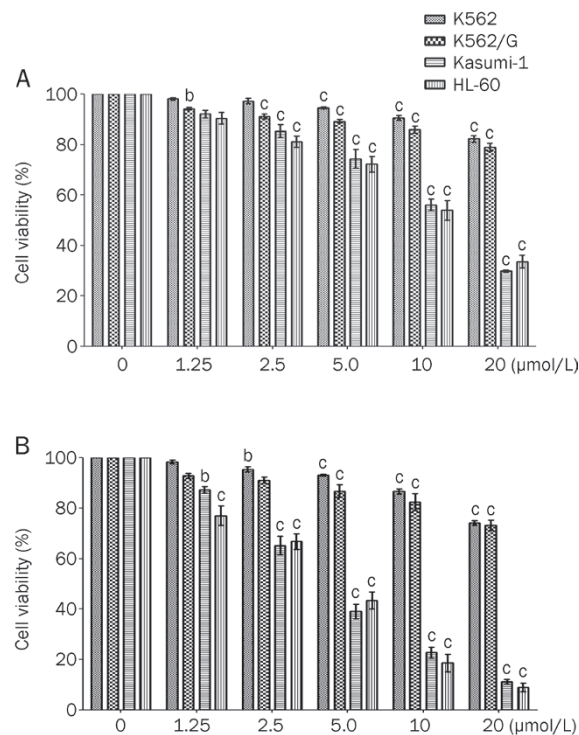 K562
K562/G
Kasumi-1
HL-60
A
Cell viability (%)
100
80
60
40
20
0
b
c c c
c c c c
c c c c
c c c c
0 1.25 2.5 5.0 10 20 (μmol/L)
B
Cell viability (%)
100
80
60
40
20
0
b c
b c c
c c c c
c c c c
c c c c
0 1.25 2.5 5.0 10 20 (μmol/L)